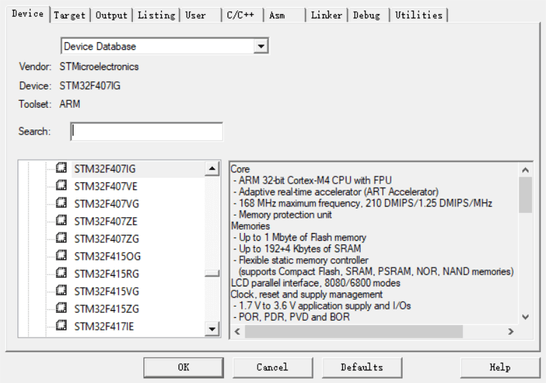 Device Target Output Listing User C/C++ Asm Linker Debug Utilities
Device Database
Vendor: STMicroelectronics
Device: STM32F407IG
Toolset: ARM
Search:
STM32F407IG
STM32F407VE
STM32F407VG
STM32F407ZE
STM32F407ZG
STM32F415OG
STM32F415RG
STM32F415VG
STM32F415ZG
STM32F417IE
Core
- ARM 32-bit Cortex-M4 CPU with FPU
- Adaptive real-time accelerator (ART Accelerator)
- 168 MHz maximum frequency, 210 DMIPS/1.25 DMIPS/MHz
- Memory protection unit
Memories
- Up to 1 Mbyte of Flash memory
- Up to 192+4 Kbytes of SRAM
- Flexible static memory controller
(supports Compact Flash, SRAM, PSRAM, NOR, NAND memories)
LCD parallel interface, 8080/6800 modes
Clock, reset and supply management
- 1.7 V to 3.6 V application supply and I/Os
- POR, PDR, PVD and BOR
OK Cancel Defaults Help